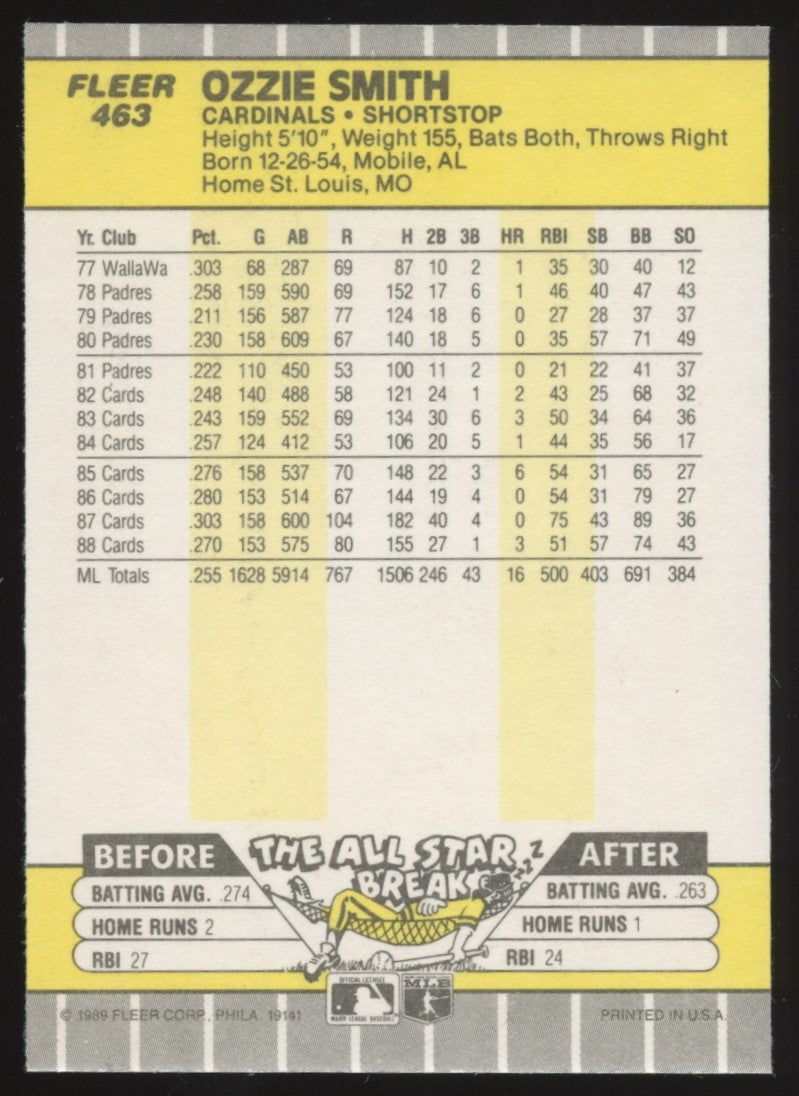 FLEER
463
OZZIE SMITH
CARDINALS • SHORTSTOP
Height 5'10", Weight 155, Bats Both, Throws Right
Born 12-26-54, Mobile, AL
Home St. Louis, MO
Yr. Club Pct. G AB R H 2B 3B HR RBI SB BB SO
77 WallaWa .303 68 287 69 87 10 2 1 35 30 40 12
78 Padres .258 159 590 69 152 17 6 1 46 40 47 43
79 Padres .211 156 587 77 124 18 6 0 27 28 37 37
80 Padres .230 158 609 67 140 18 5 0 35 57 71 49
81 Padres .222 110 450 53 100 11 2 0 21 22 41 37
82 Cards .248 140 488 58 121 24 1 2 43 25 68 32
83 Cards .243 159 552 69 134 30 6 3 50 34 64 36
84 Cards .257 124 412 53 106 20 5 1 44 35 56 17
85 Cards .276 158 537 70 148 22 3 6 54 31 65 27
86 Cards .280 153 514 67 144 19 4 0 54 31 79 27
87 Cards .303 158 600 104 182 40 4 0 75 43 89 36
88 Cards .270 153 575 80 155 27 1 3 51 57 74 43
ML Totals .255 1628 5914 767 1506 246 43 16 500 403 691 384
BEFORE THE ALL STAR BREAK ZZZZ AFTER
BATTING AVG. .274 BATTING AVG. .263
HOME RUNS 2 HOME RUNS 1
RBI 27 RBI 24
OFFICIAL LICENSEE
MAJOR LEAGUE BASEBALL
MLB
© 1989 FLEER CORP., PHILA. 19141 PRINTED IN U.S.A.